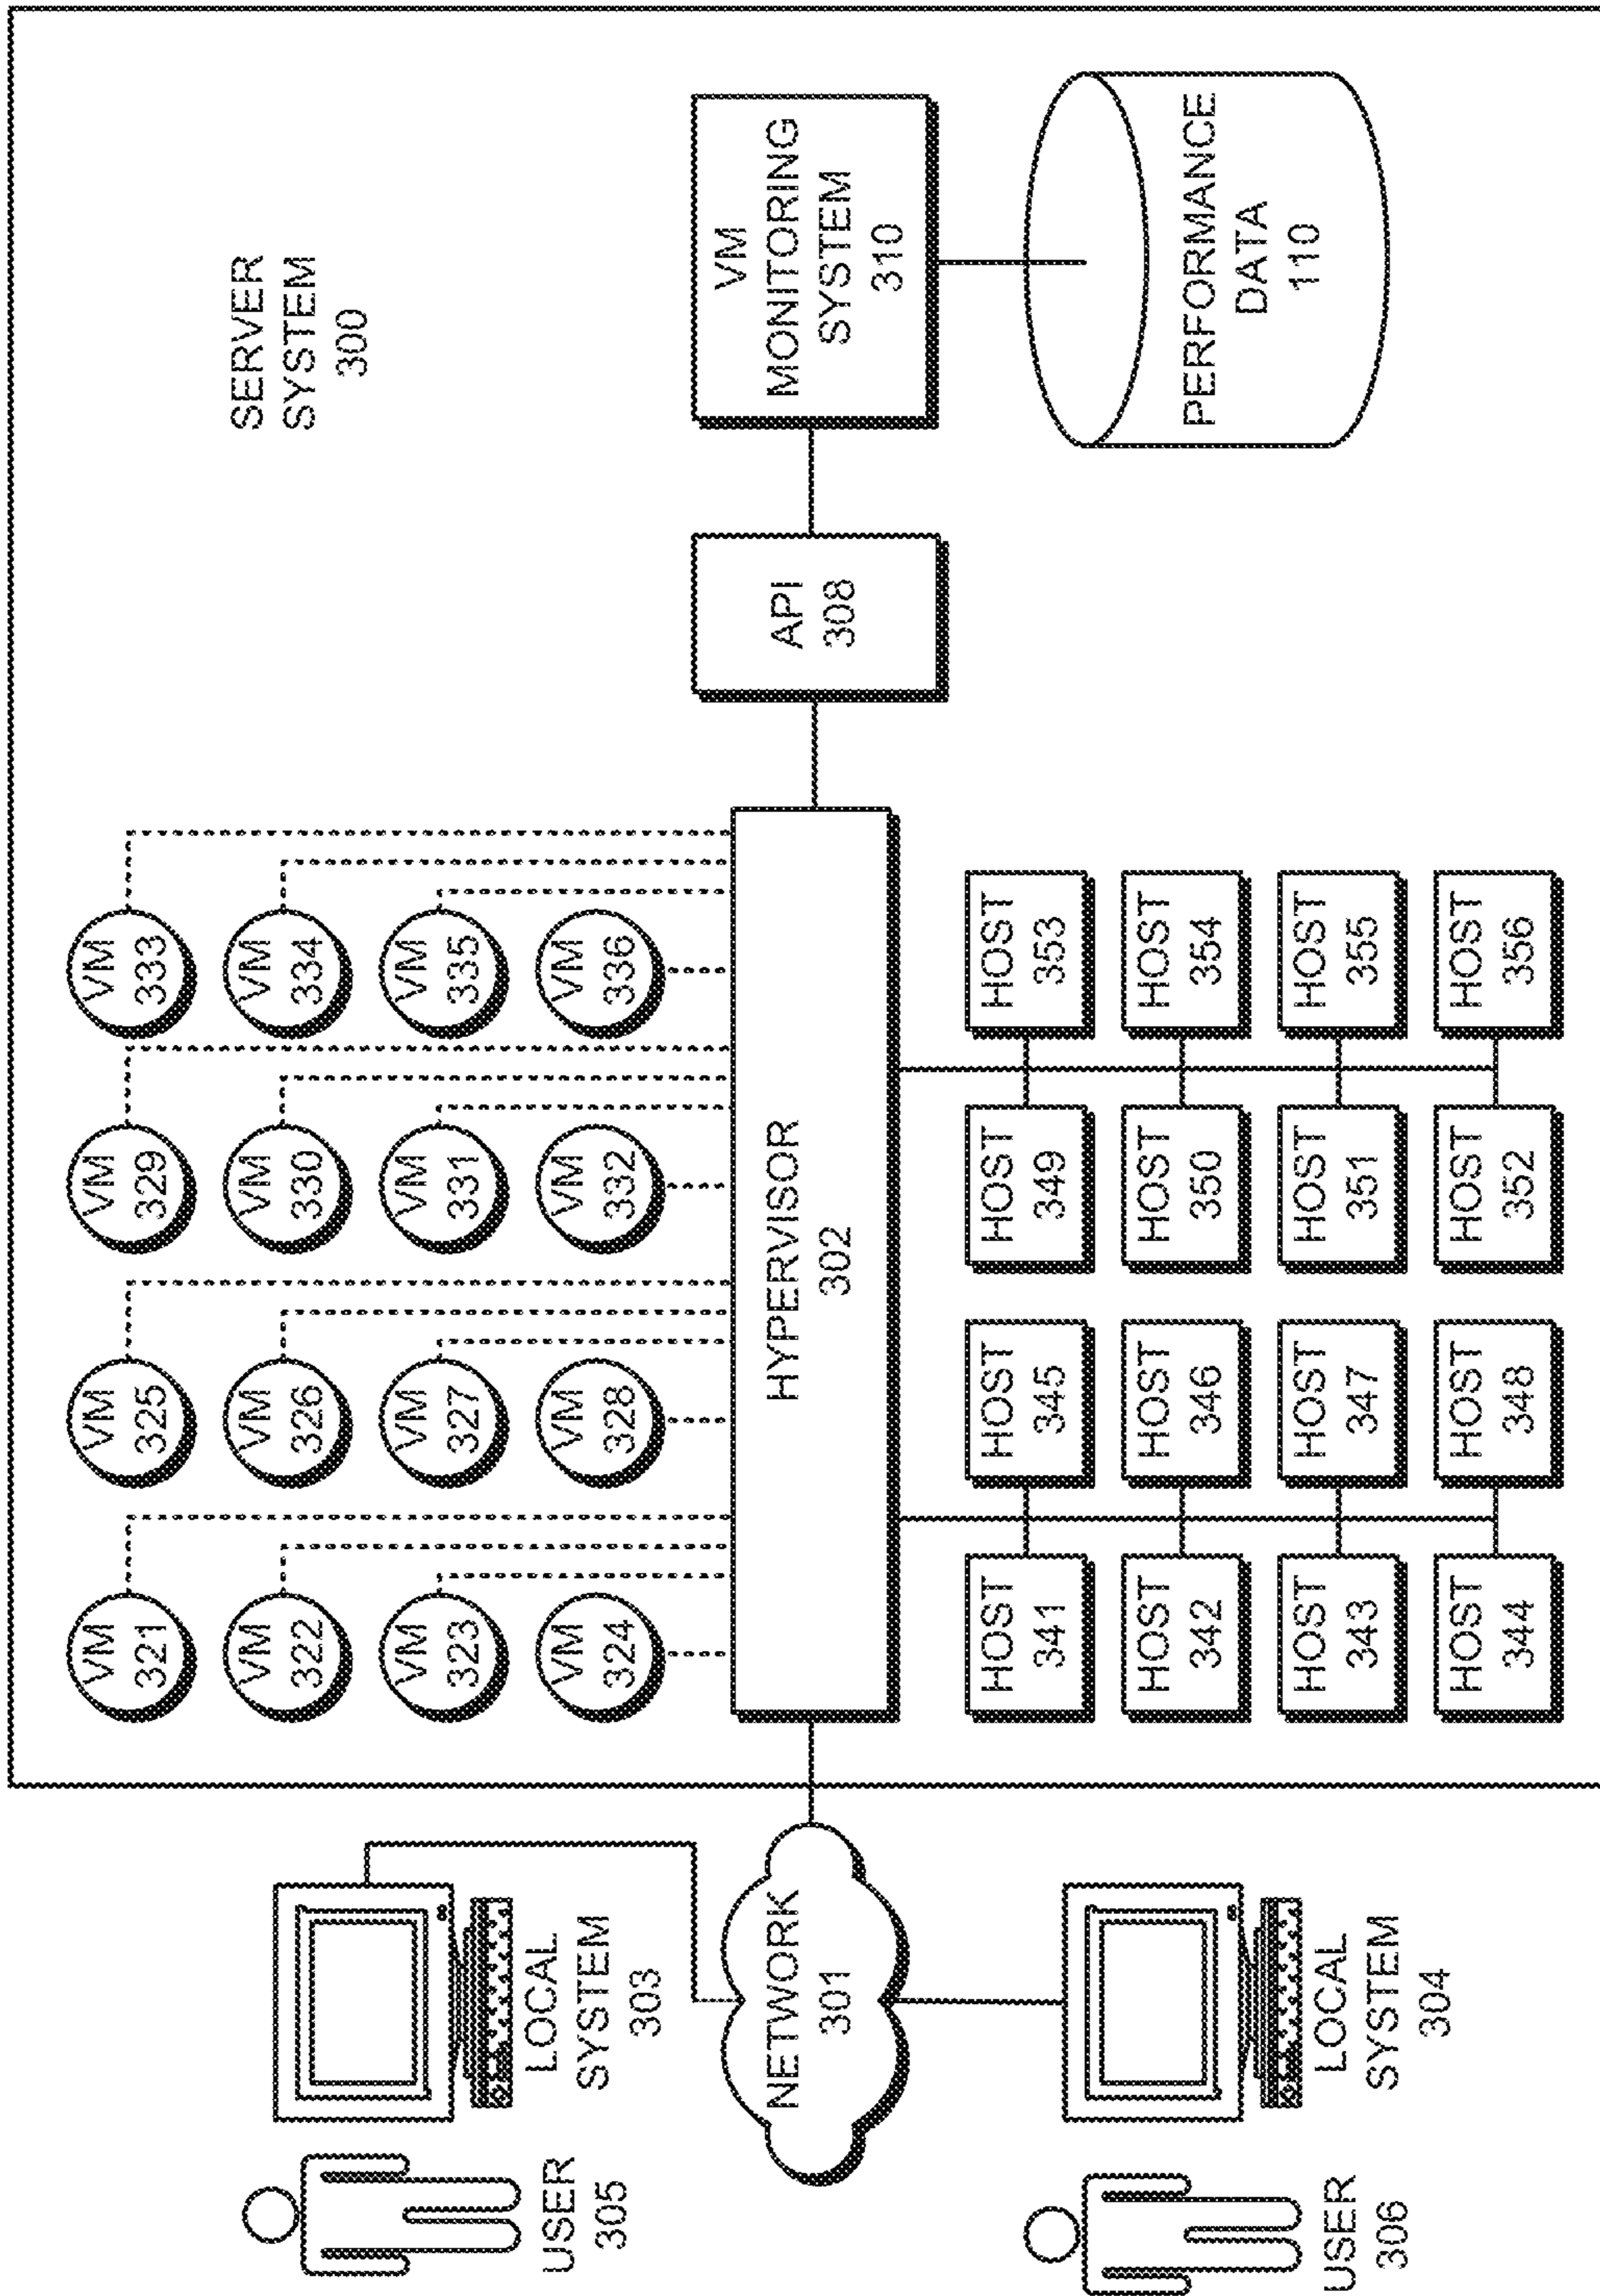 SERVER
SYSTEM
300
VM
321
VM
325
VM
329
VM
333
VM
322
VM
326
VM
330
VM
334
VM
323
VM
327
VM
331
VM
335
VM
324
VM
328
VM
332
VM
336
USER
305
LOCAL
SYSTEM
303
NETWORK
301
HYPERVISOR
302
API
308
VM
MONITORING
SYSTEM
310
HOST
341
HOST
345
HOST
349
HOST
353
HOST
342
HOST
346
HOST
350
HOST
354
HOST
343
HOST
347
HOST
351
HOST
355
HOST
344
HOST
348
HOST
352
HOST
356
PERFORMANCE
DATA
110
USER
306
LOCAL
SYSTEM
304